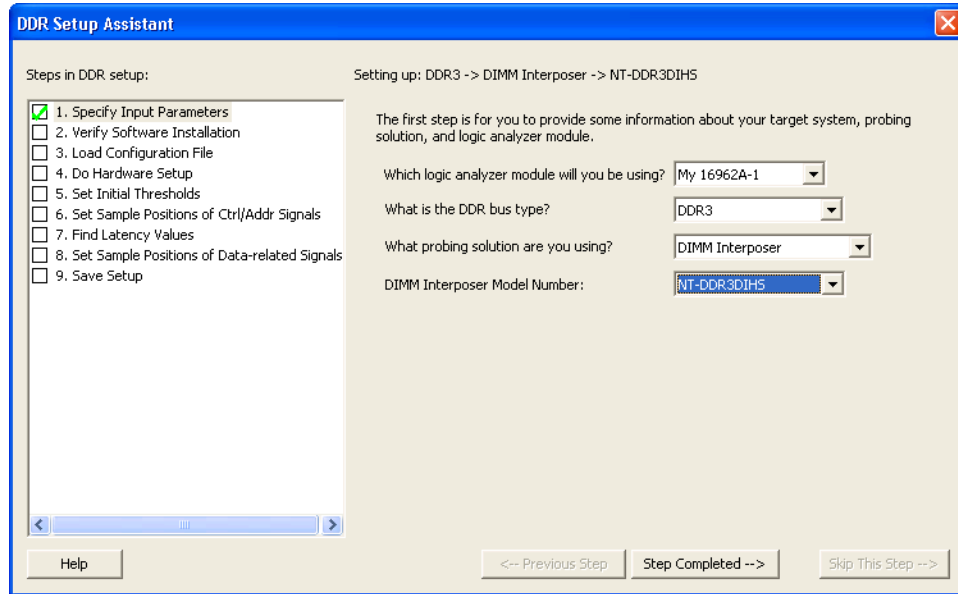 DDR Setup Assistant
Steps in DDR setup:
1. Specify Input Parameters
2. Verify Software Installation
3. Load Configuration File
4. Do Hardware Setup
5. Set Initial Thresholds
6. Set Sample Positions of Ctrl/Addr Signals
7. Find Latency Values
8. Set Sample Positions of Data-related Signals
9. Save Setup
Setting up: DDR3 -> DIMM Interposer -> NT-DDR3DIHS
The first step is for you to provide some information about your target system, probing
solution, and logic analyzer module.
Which logic analyzer module will you be using? My 16962A-1
What is the DDR bus type? DDR3
What probing solution are you using? DIMM Interposer
DIMM Interposer Model Number: NT-DDR3DIHS
Help
<-- Previous Step
Step Completed -->
Skip This Step -->